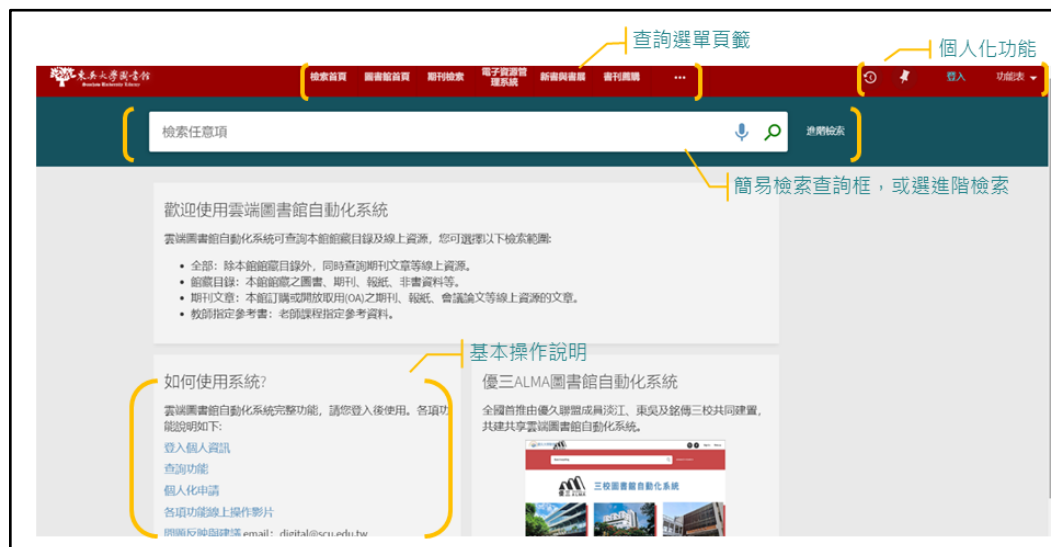 查詢選單頁籤
個人化功能
東吳大學圖書館
Soochow University Library
檢索首頁 圖書館首頁 期刊檢索 電子資源管理系統 新書與書展 書刊薦購 ...
登入 功能表
檢索任意項
進階檢索
簡易檢索查詢框，或選進階檢索
歡迎使用雲端圖書館自動化系統
雲端圖書館自動化系統可查詢本館館藏目錄及線上資源，您可選擇以下檢索範圍:
• 全部：除本館館藏目錄外，同時查詢期刊文章等線上資源。
• 館藏目錄：本館館藏之圖書、期刊、報紙、非書資料等。
• 期刊文章：本館訂購或開放取用(OA)之期刊、報紙、會議論文等線上資源的文章。
• 教師指定參考書：老師課程指定參考資料。
基本操作說明
如何使用系統?
雲端圖書館自動化系統完整功能，請您登入後使用。各項功
能說明如下:
登入個人資訊
查詢功能
個人化申請
各項功能線上操作影片
問題反映與建議 email：digital@scu.edu.tw
優三ALMA圖書館自動化系統
全國首推由優久聯盟成員淡江、東吳及銘傳三校共同建置，
共建共享雲端圖書館自動化系統。
優三
三校圖書館自動化系統